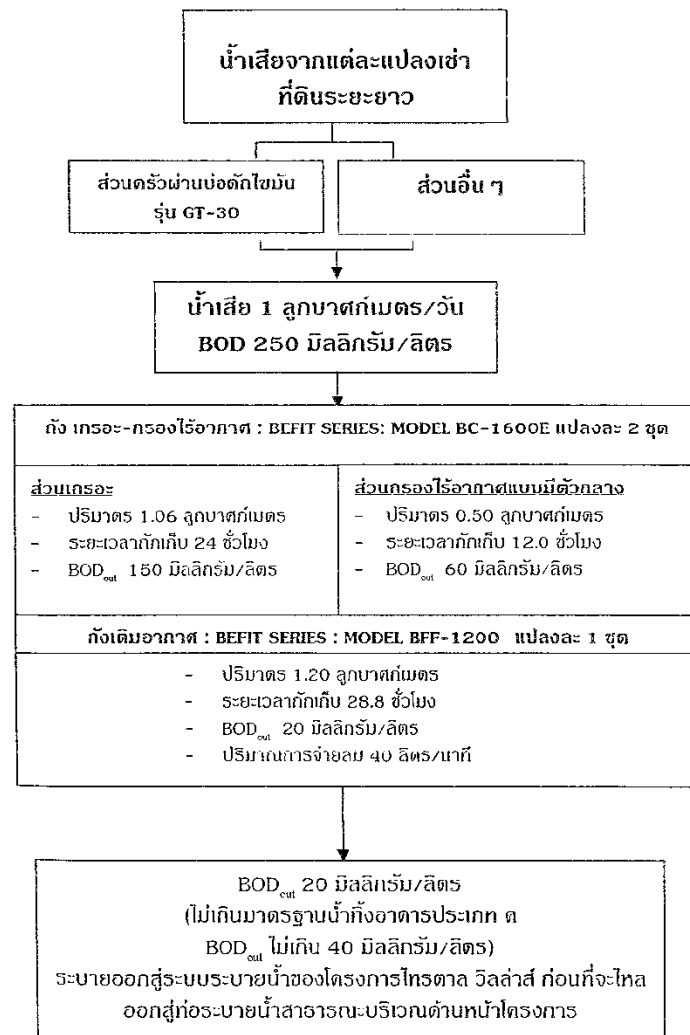 น้ำเสียจากแต่ละแปลงเช่า
ที่ดินระยะยาว
ส่วนครัวผ่านบ่อดักไขมัน
รุ่น GT-30
ส่วนอื่น ๆ
น้ำเสีย 1 ลูกบาศก์เมตร/วัน
BOD 250 มิลลิกรัม/ลิตร
ถัง เกรอะ-กรองไร้อากาศ : BEFIT SERIES: MODEL BC-1600E แปลงละ 2 ชุด
ส่วนเกรอะ
- ปริมาตร 1.06 ลูกบาศก์เมตร
- ระยะเวลากักเก็บ 24 ชั่วโมง
- BODout 150 มิลลิกรัม/ลิตร
ส่วนกรองไร้อากาศแบบมีตัวกลาง
- ปริมาตร 0.50 ลูกบาศก์เมตร
- ระยะเวลากักเก็บ 12.0 ชั่วโมง
- BODout 60 มิลลิกรัม/ลิตร
ถังเติมอากาศ : BEFIT SERIES : MODEL BFF-1200 แปลงละ 1 ชุด
- ปริมาตร 1.20 ลูกบาศก์เมตร
- ระยะเวลากักเก็บ 28.8 ชั่วโมง
- BODout 20 มิลลิกรัม/ลิตร
- ปริมาณการจ่ายลม 40 ลิตร/นาที
BODout 20 มิลลิกรัม/ลิตร
(ไม่เกินมาตรฐานน้ำทิ้งอาคารประเภท ค
BODout ไม่เกิน 40 มิลลิกรัม/ลิตร)
ระบายออกสู่ระบบระบายน้ำของโครงการไทรตาล วิลล่าส์ ก่อนที่จะไหล
ออกสู่ท่อระบายน้ำสาธารณะบริเวณด้านหน้าโครงการ